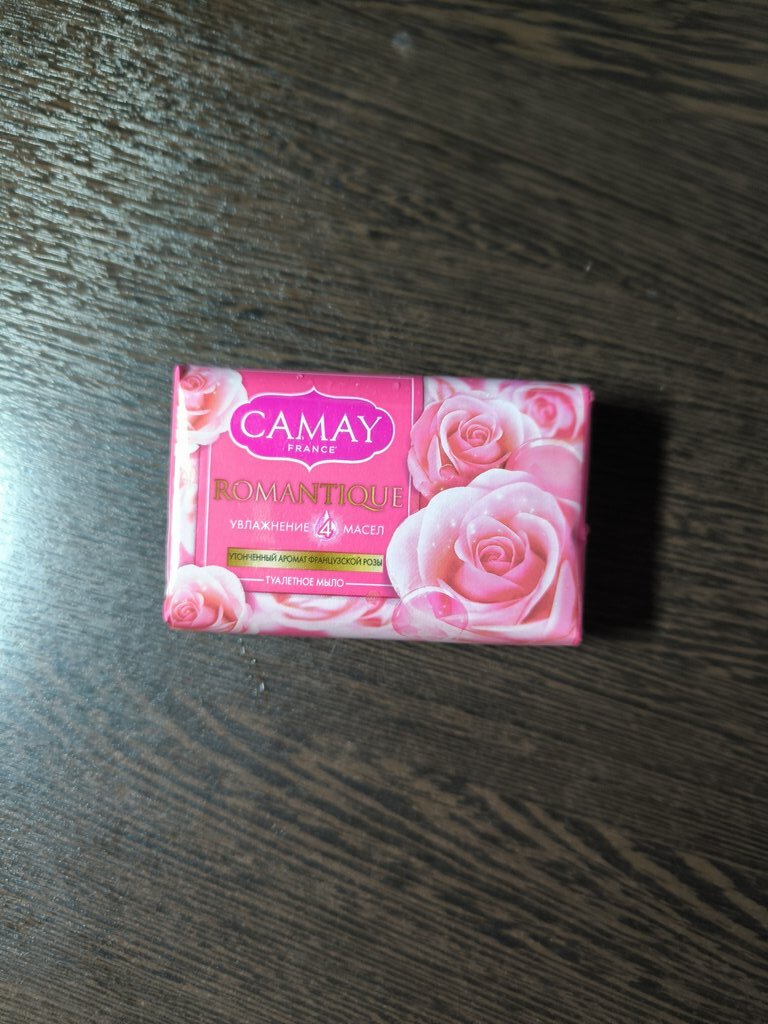 CAMAY
FRANCE
ROMANTIQUE
УВЛАЖНЕНИЕ 4 МАСЕЛ
УТОНЧЕННЫЙ АРОМАТ ФРАНЦУЗСКОЙ РОЗЫ
ТУАЛЕТНОЕ МЫЛО